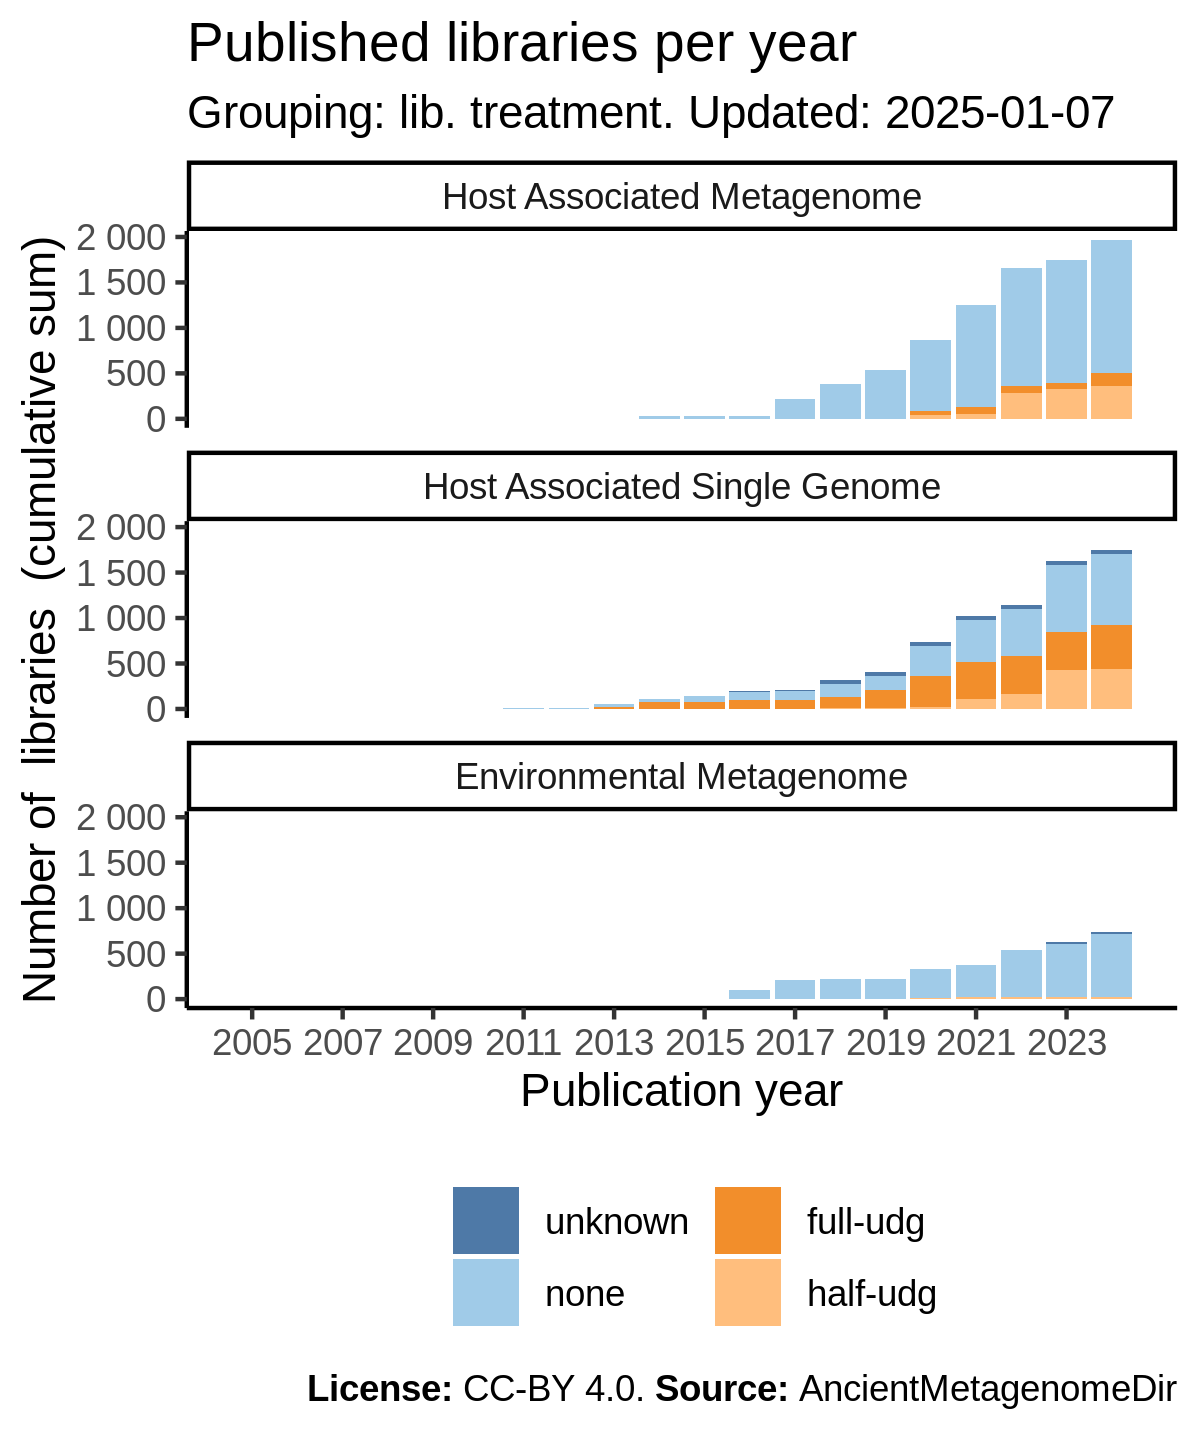 Published libraries per year
Grouping: lib. treatment. Updated: 2025-01-07
Host Associated Metagenome
2 000
1 500
1 000
500
0
Host Associated Single Genome
2 000
1 500
1 000
500
0
Environmental Metagenome
2 000
1 500
1 000
500
0
Number of libraries (cumulative sum)
2005 2007 2009 2011 2013 2015 2017 2019 2021 2023
Publication year
unknown full-udg
none half-udg
License: CC-BY 4.0. Source: AncientMetagenomeDir